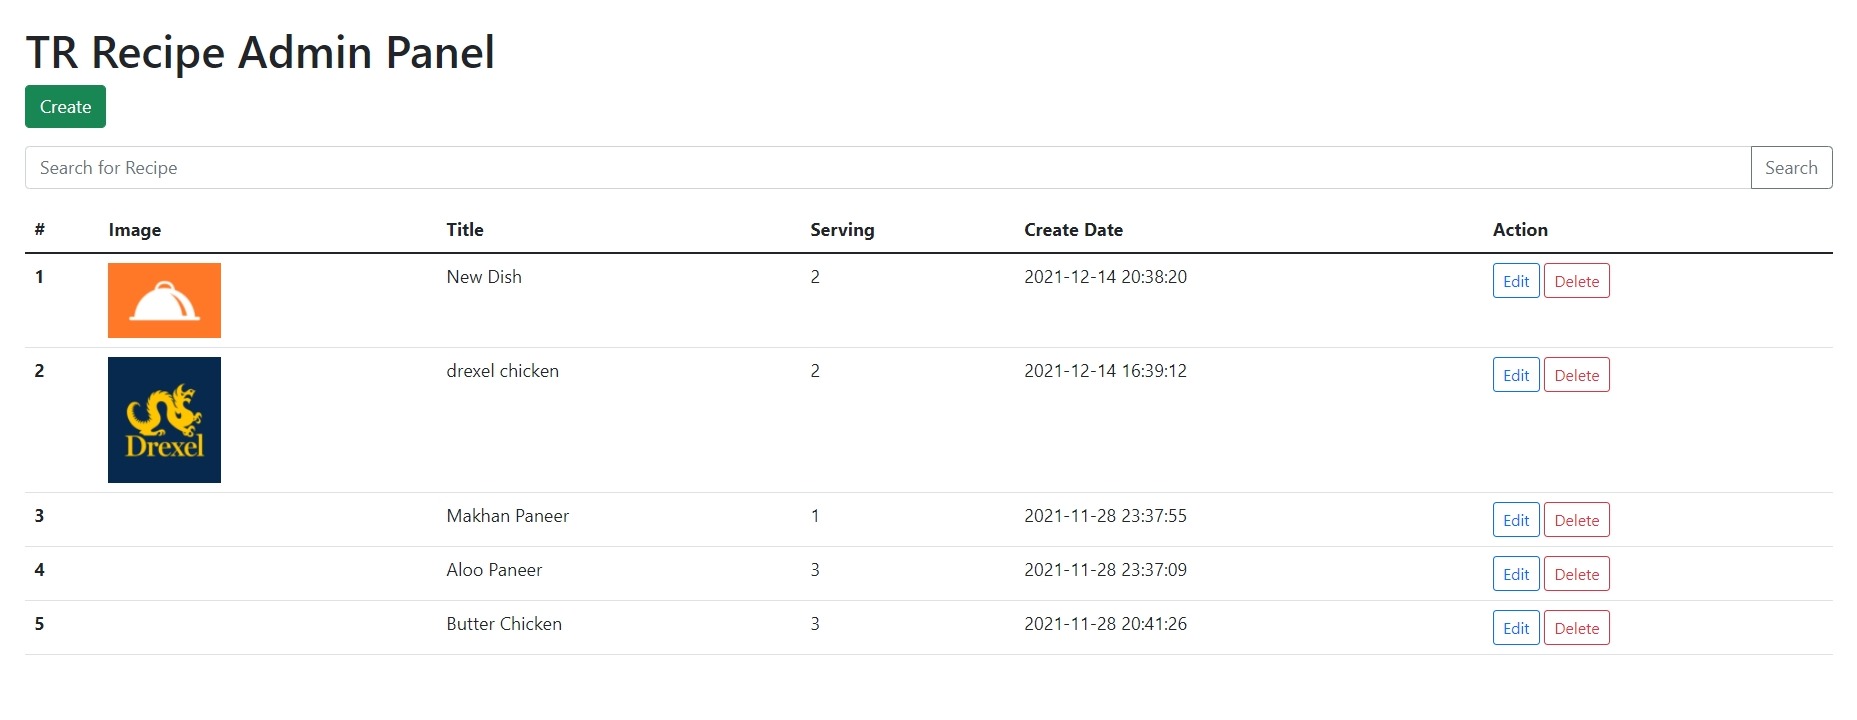 TR Recipe Admin Panel
Create
Search for Recipe Search
# Image Title Serving Create Date Action
1 New Dish 2 2021-12-14 20:38:20 Edit Delete
2 drexel chicken 2 2021-12-14 16:39:12 Edit Delete
Drexel
3 Makhan Paneer 1 2021-11-28 23:37:55 Edit Delete
4 Aloo Paneer 3 2021-11-28 23:37:09 Edit Delete
5 Butter Chicken 3 2021-11-28 20:41:26 Edit Delete